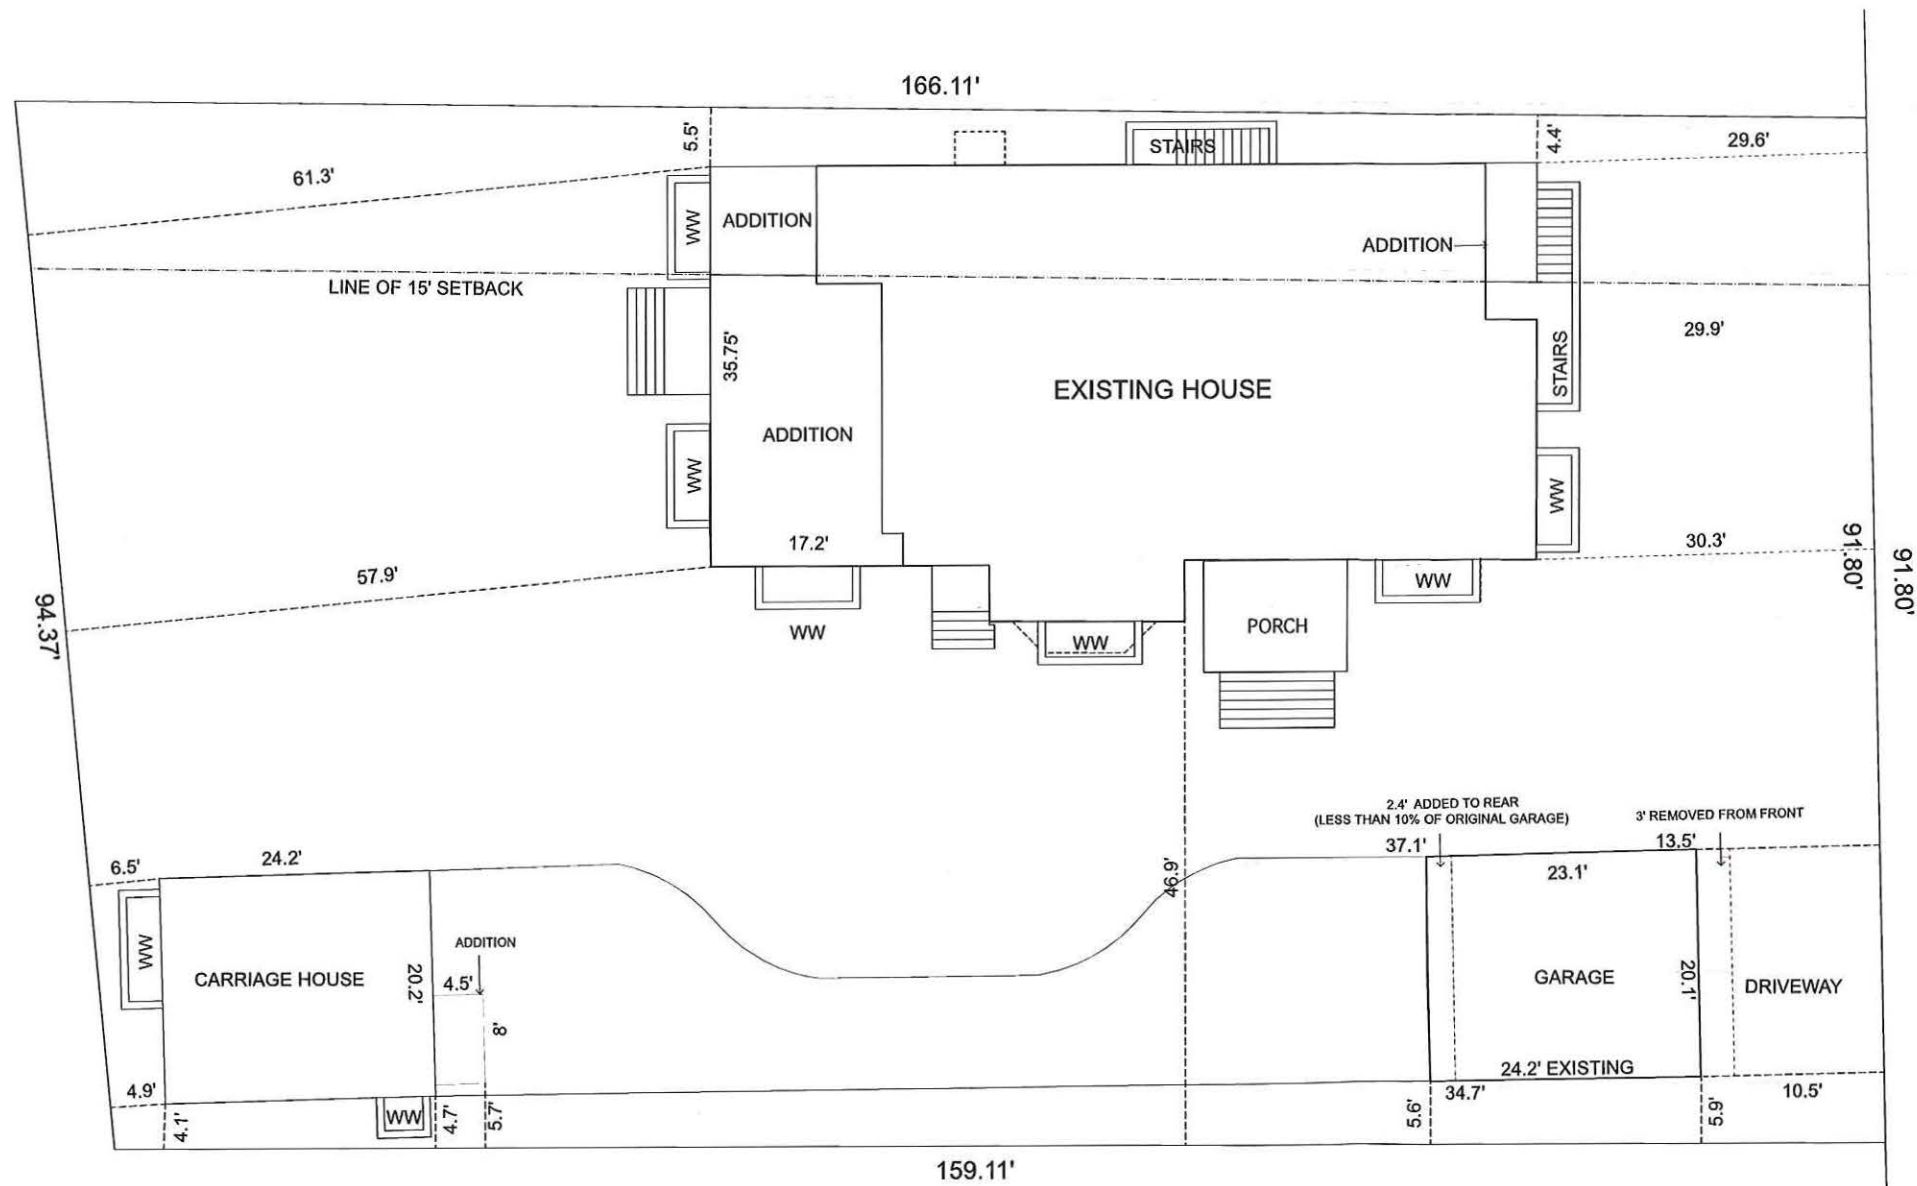 166.11'
5.5'
STAIRS
4.4'
29.6'
61.3'
WW
ADDITION
ADDITION
LINE OF 15' SETBACK
35.75'
29.9'
STAIRS
EXISTING HOUSE
ADDITION
WW
WW
17.2'
30.3'
91.80'
91.80'
57.9'
WW
94.37'
WW
WW
PORCH
2.4' ADDED TO REAR
(LESS THAN 10% OF ORIGINAL GARAGE)
3' REMOVED FROM FRONT
37.1'
13.5'
6.5'
24.2'
46.9'
23.1'
WW
ADDITION
CARRIAGE HOUSE
20.2'
4.5'
8'
GARAGE
20.1'
DRIVEWAY
24.2' EXISTING
4.9'
34.7'
10.5'
4.1'
WW
4.7'
5.7'
5.6'
5.9'
159.11'